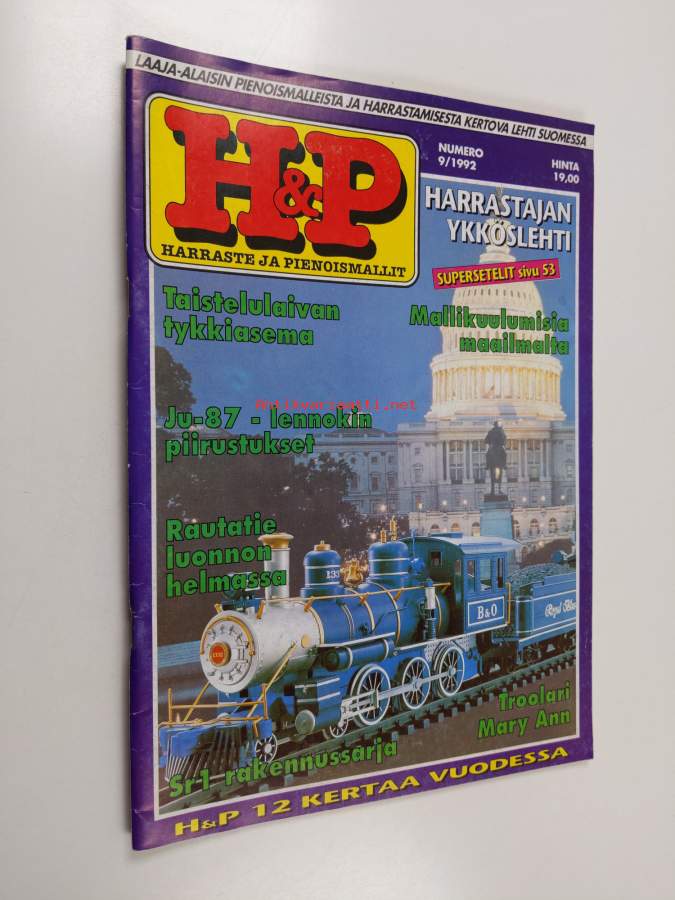 LAAJA-ALAISIN PIENOISMALLEISTA JA HARRASTAMISESTA KERTOVA LEHTI SUOMESSA
H&P
HARRASTE JA PIENOISMALLIT
NUMERO
9/1992
HINTA
19,00
HARRASTAJAN
YKKÖSLEHTI
SUPERSETELIT sivu 53
Taistelulaivan
tykkiasema
Mallikuulumisia
maailmalta
Antikvariaatti.net
Ju-87 - lennokin
piirustukset
Rautatie
luonnon
helmassa
B&O
Troolari
Mary Ann
Sr1 rakennussarja
H&P 12 KERTAA VUODESSA